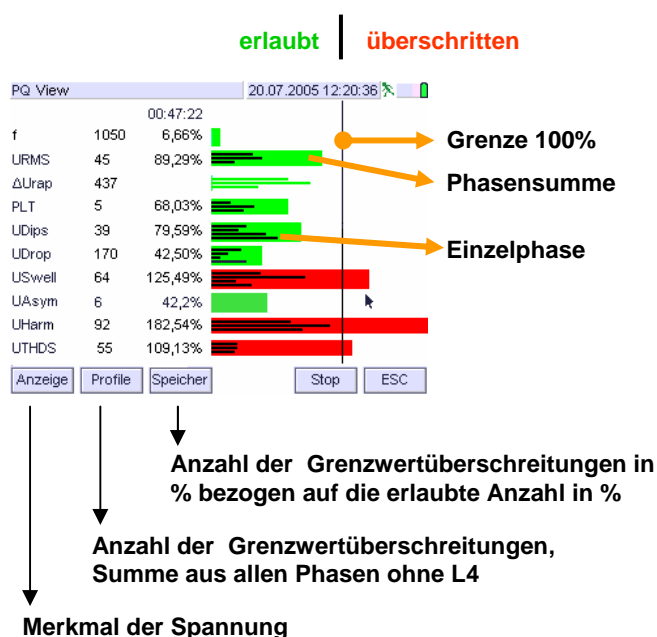 erlaubt überschritten
PQ View 20.07.2005 12:20:36
00:47:22
f 1050 6,66%
URMS 45 89,29%
ΔUrap 437
PLT 5 68,03%
UDips 39 79,59%
UDrop 170 42,50%
USwell 64 125,49%
UAsym 6 42,2%
UHarm 92 182,54%
UTHDS 55 109,13%
Grenze 100%
Phasensumme
Einzelphase
Anzeige Profile Speicher Stop ESC
Anzahl der Grenzwertüberschreitungen in
% bezogen auf die erlaubte Anzahl in %
Anzahl der Grenzwertüberschreitungen,
Summe aus allen Phasen ohne L4
Merkmal der Spannung